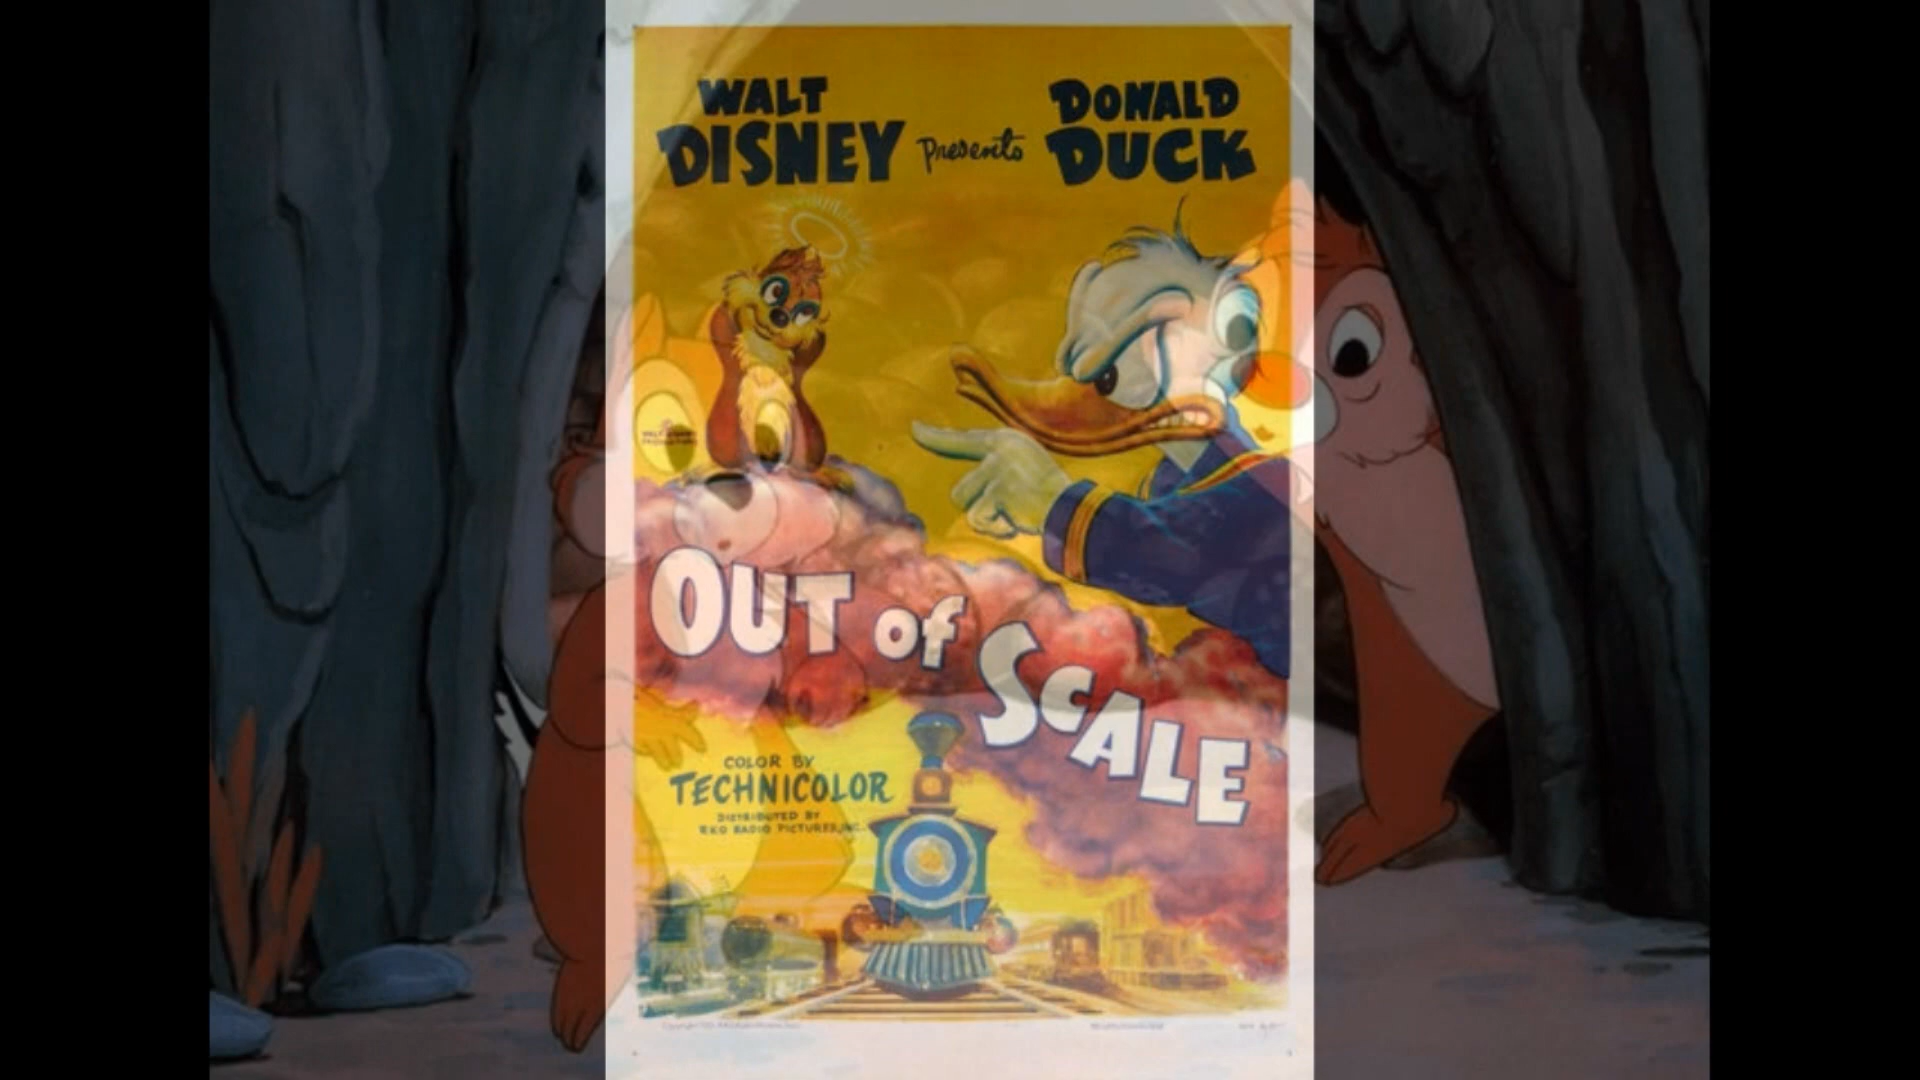 WALT
DISNEY Presents
DONALD
DUCK
OUT of SCALE
COLOR BY
TECHNICOLOR
DISTRIBUTED BY
RKO RADIO PICTURES, INC.